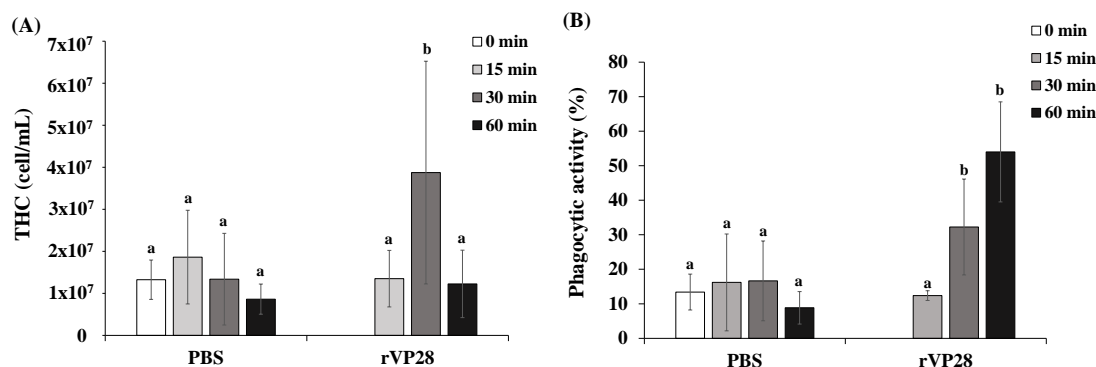 (A)
THC (cell/mL)
7x10⁷
6x10⁷
5x10⁷
4x10⁷
3x10⁷
2x10⁷
1x10⁷
0
a
a
a
a
a
b
a
PBS
rVP28
0 min
15 min
30 min
60 min
(B)
Phagocytic activity (%)
80
70
60
50
40
30
20
10
0
a
a
a
a
a
b
b
PBS
rVP28
0 min
15 min
30 min
60 min